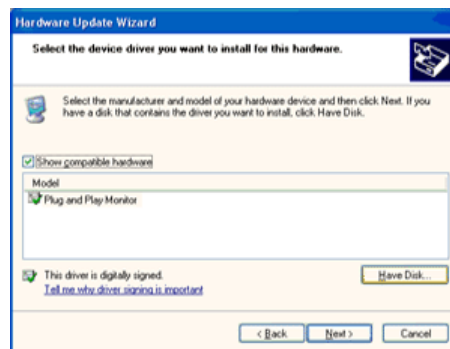 Hardware Update Wizard
Select the device driver you want to install for this hardware.
Select the manufacturer and model of your hardware device and then click Next. If you
have a disk that contains the driver you want to install, click Have Disk.
Show compatible hardware
Model
Plug and Play Monitor
This driver is digitally signed.
Tell me why driver signing is important
Have Disk...
< Back
Next >
Cancel